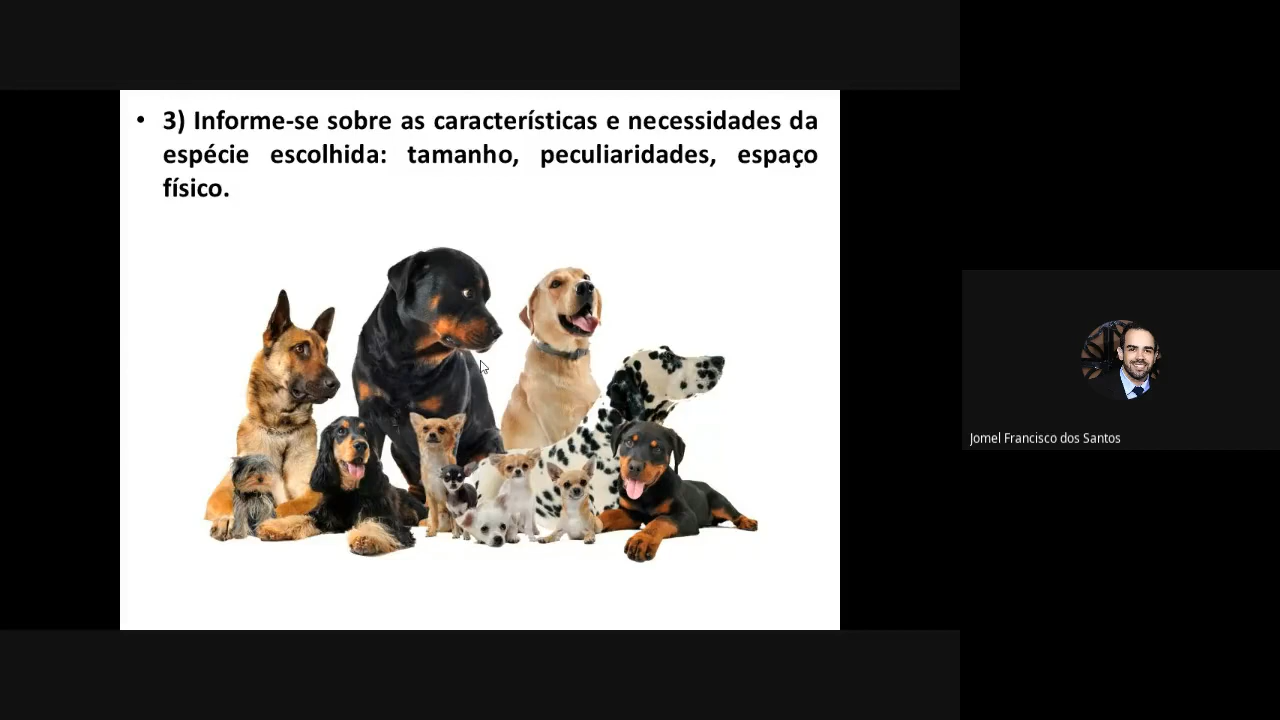 • 3) Informe-se sobre as características e necessidades da
espécie escolhida: tamanho, peculiaridades, espaço
físico.
Jomel Francisco dos Santos